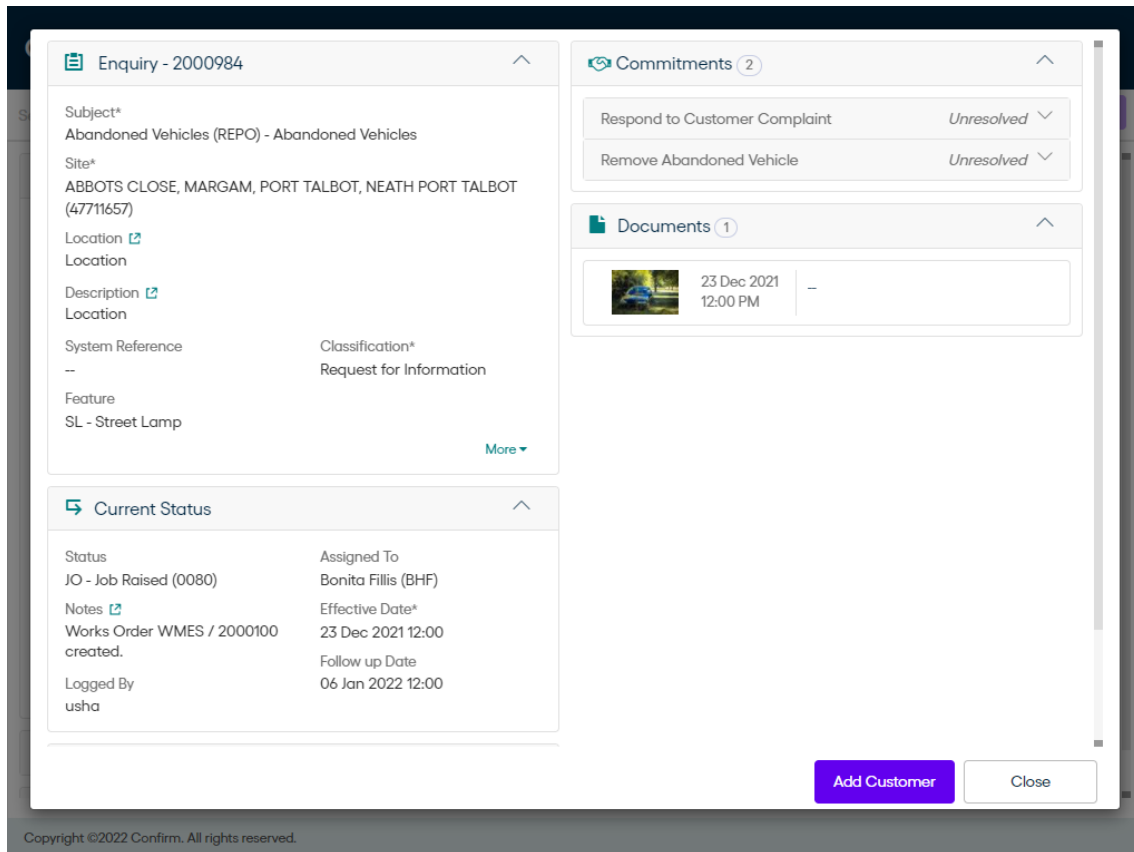 Enquiry - 2000984
Subject*
Abandoned Vehicles (REPO) - Abandoned Vehicles
Site*
ABBOTS CLOSE, MARGAM, PORT TALBOT, NEATH PORT TALBOT
(47711657)
Location
Location
Description
Location
System Reference
--
Classification*
Request for Information
Feature
SL - Street Lamp
More
Current Status
Status
JO - Job Raised (0080)
Assigned To
Bonita Fillis (BHF)
Notes
Works Order WMES / 2000100
created.
Effective Date*
23 Dec 2021 12:00
Follow up Date
06 Jan 2022 12:00
Logged By
usha
Commitments 2
Respond to Customer Complaint Unresolved
Remove Abandoned Vehicle Unresolved
Documents 1
23 Dec 2021
12:00 PM
--
Add Customer
Close
Copyright ©2022 Confirm. All rights reserved.